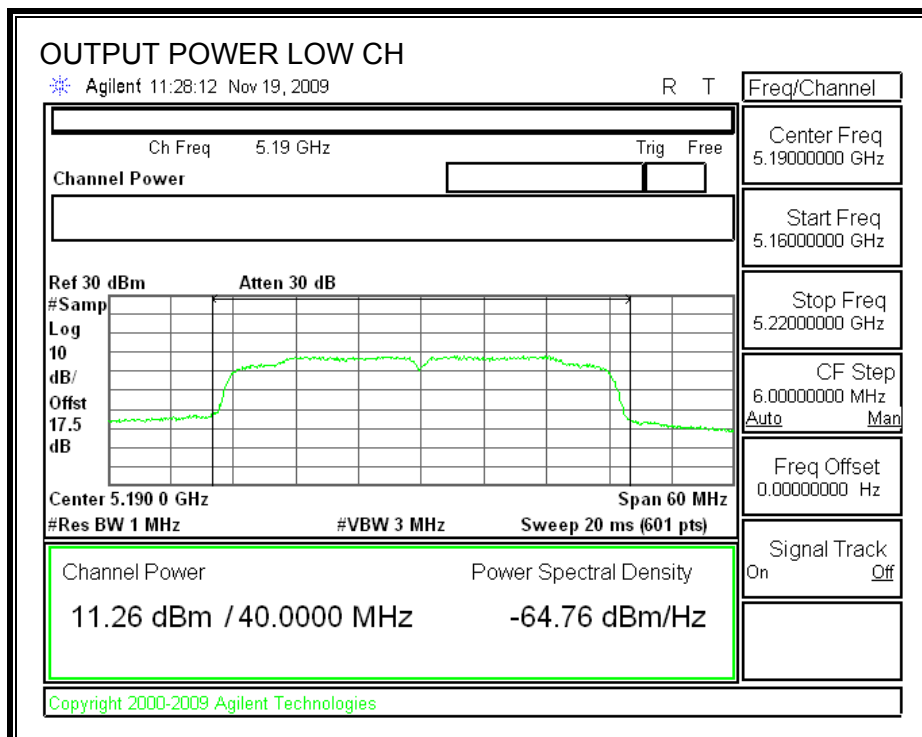 OUTPUT POWER LOW CH
Agilent 11:28:12 Nov 19, 2009 R T
Freq/Channel
Ch Freq 5.19 GHz Trig Free
Channel Power
Center Freq
5.19000000 GHz
Start Freq
5.16000000 GHz
Stop Freq
5.22000000 GHz
CF Step
6.00000000 MHz
Auto Man
Freq Offset
0.00000000 Hz
Signal Track
On Off
Ref 30 dBm Atten 30 dB
#Samp
Log
10
dB/
Offst
17.5
dB
Center 5.190 0 GHz Span 60 MHz
#Res BW 1 MHz #VBW 3 MHz Sweep 20 ms (601 pts)
Channel Power Power Spectral Density
11.26 dBm / 40.0000 MHz -64.76 dBm/Hz
Copyright 2000-2009 Agilent Technologies